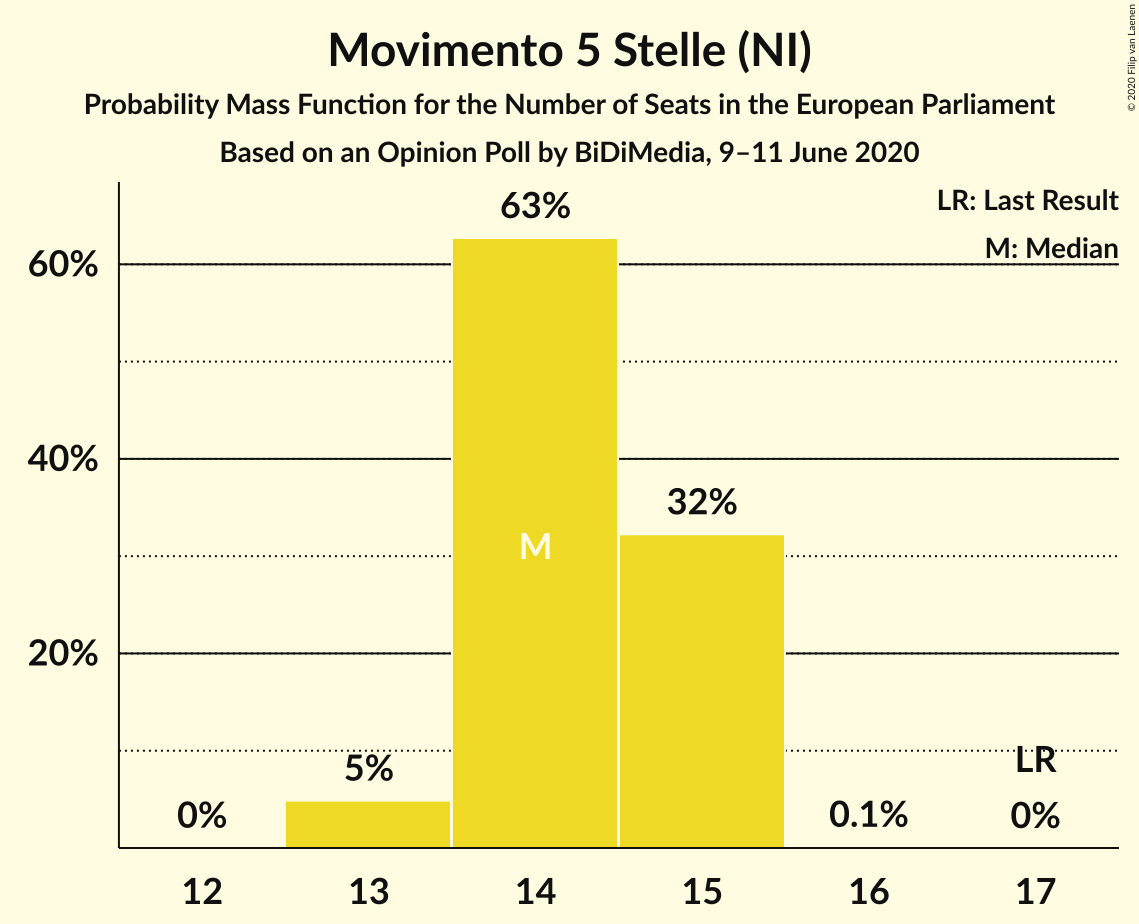 Movimento 5 Stelle (NI)
Probability Mass Function for the Number of Seats in the European Parliament
Based on an Opinion Poll by BiDiMedia, 9–11 June 2020
© 2020 Filip van Laenen
LR: Last Result
M: Median
60%
40%
20%
63%
M
32%
5%
0%
0.1%
LR
0%
12
13
14
15
16
17